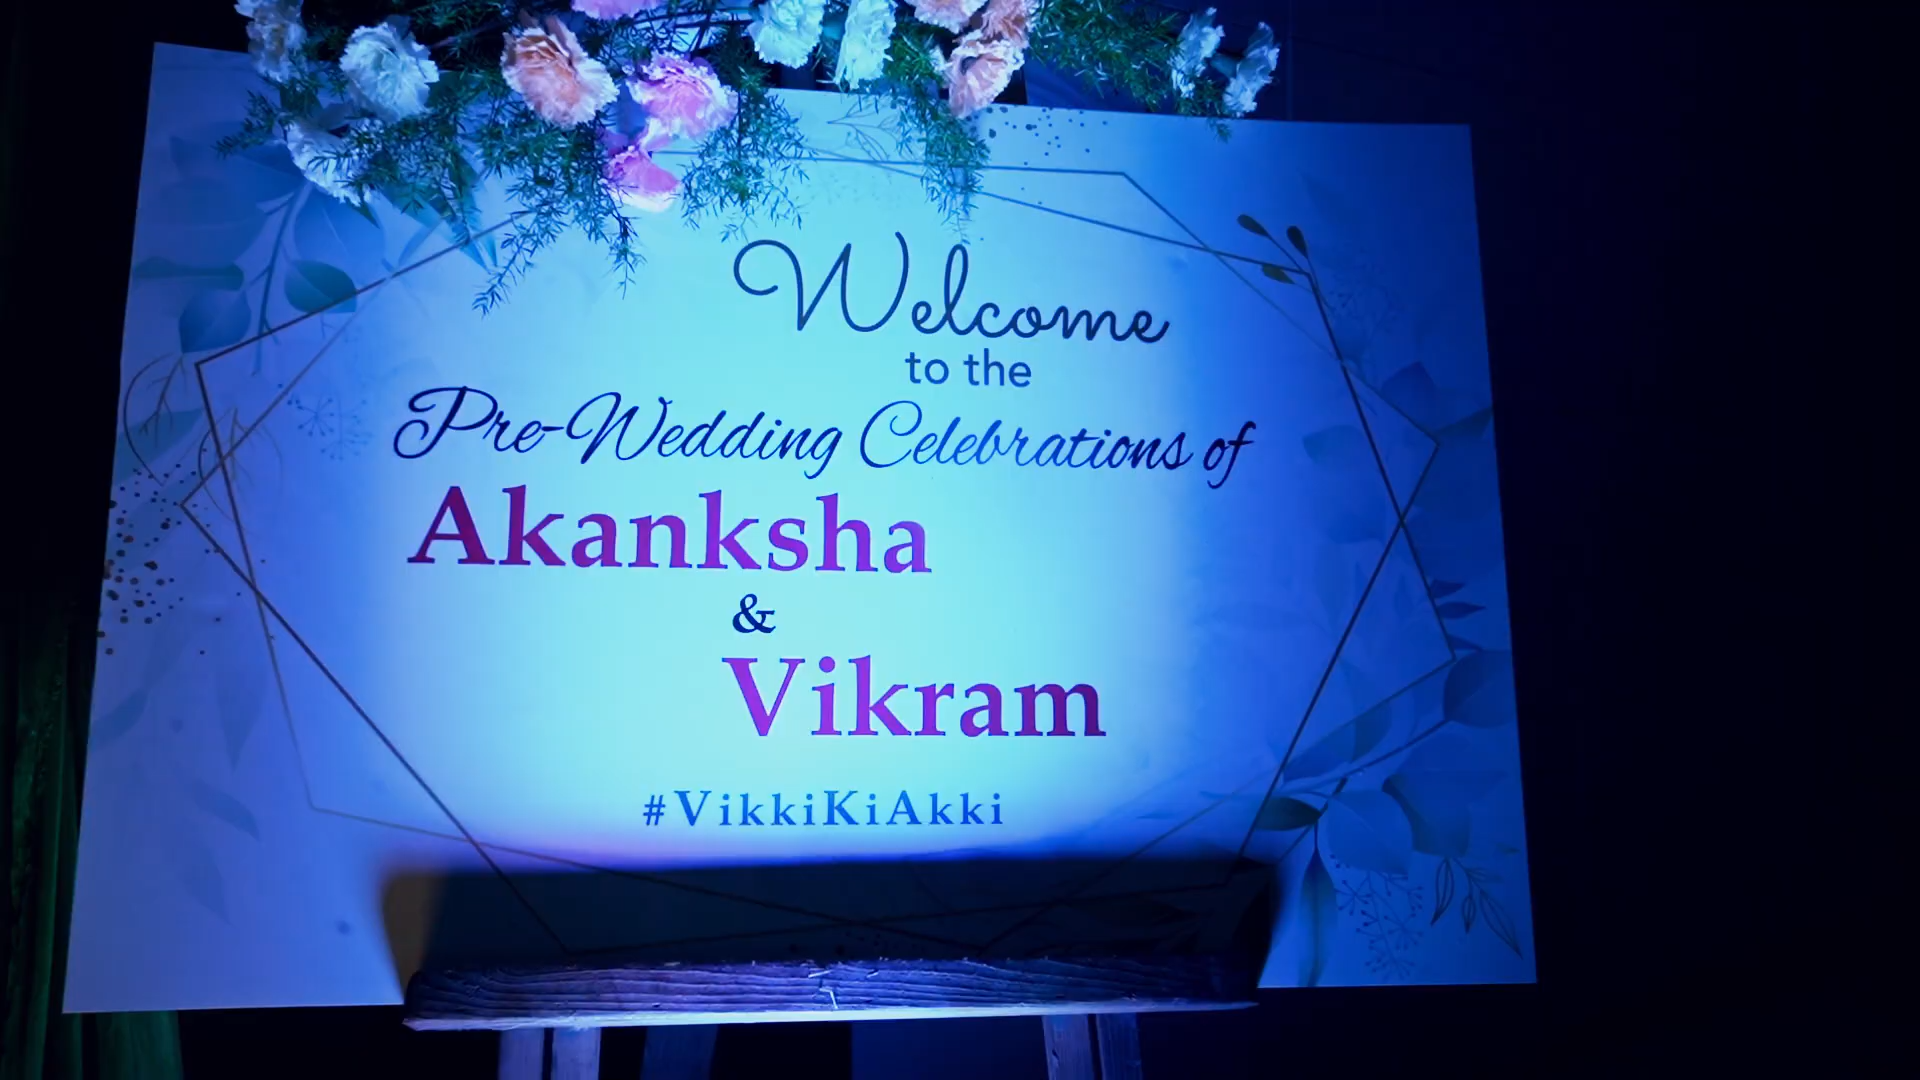 Welcome
to the
Pre-Wedding Celebrations of
Akanksha
&
Vikram
#VikkiKiAkki